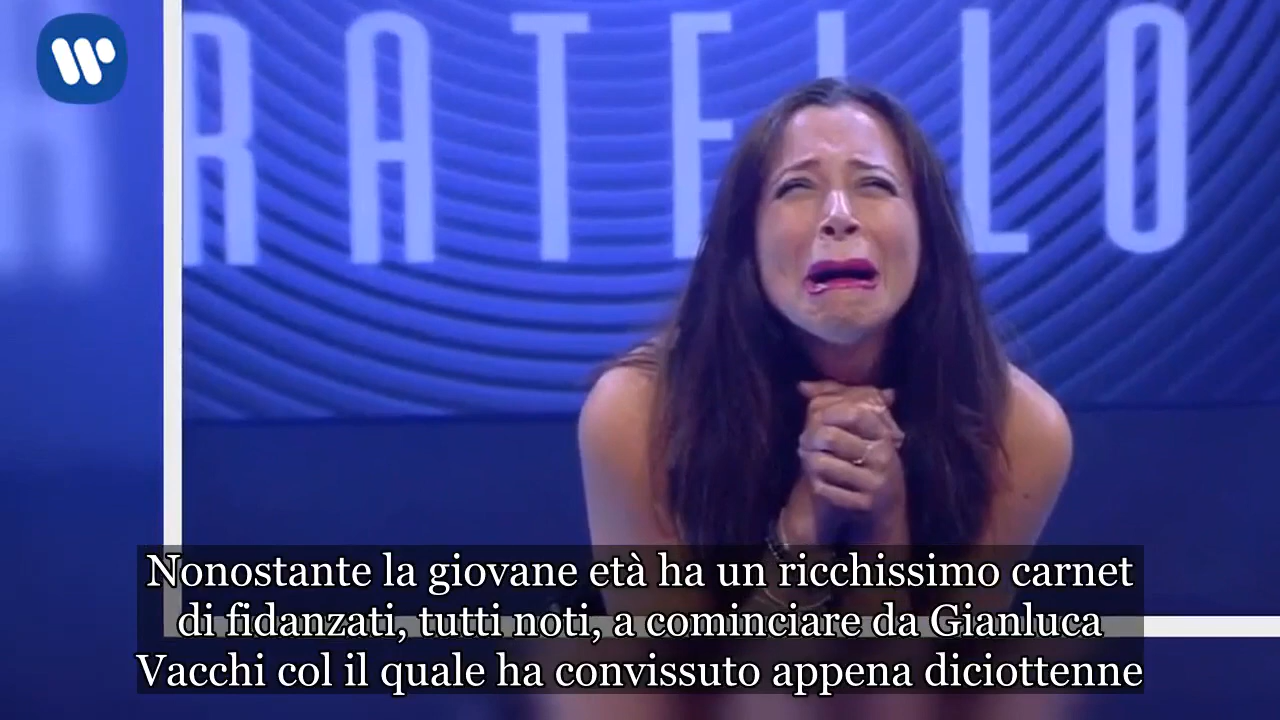 RATELLO
Nonostante la giovane età ha un ricchissimo carnet
di fidanzati, tutti noti, a cominciare da Gianluca
Vacchi col il quale ha convissuto appena diciottenne